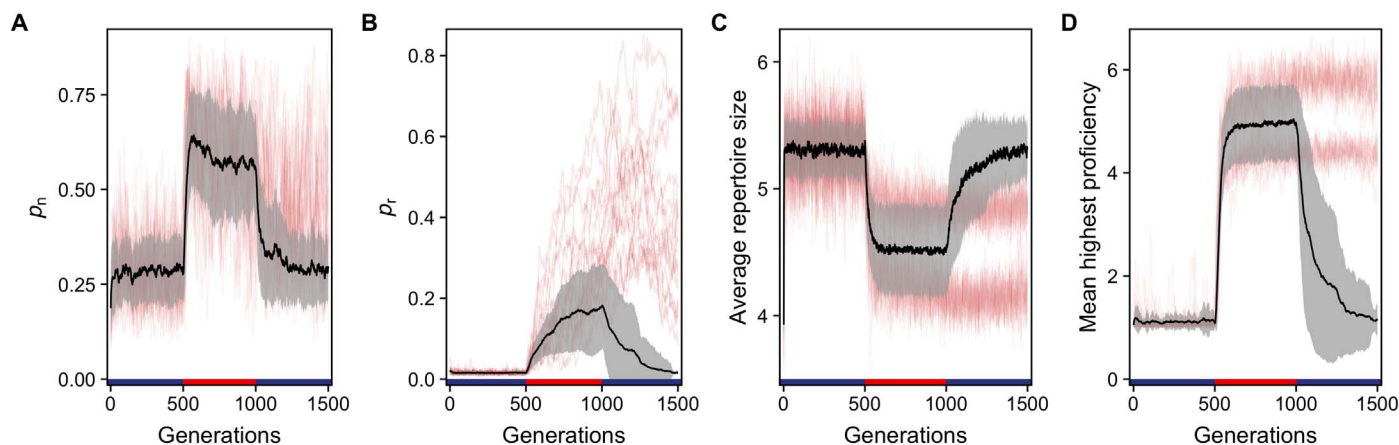 A
pn
0.75
0.50
0.25
0.00
0
500
1000
1500
Generations
B
pr
0.8
0.6
0.4
0.2
0.0
0
500
1000
1500
Generations
C
Average repertoire size
6
5
4
0
500
1000
1500
Generations
D
Mean highest proficiency
6
4
2
0
0
500
1000
1500
Generations